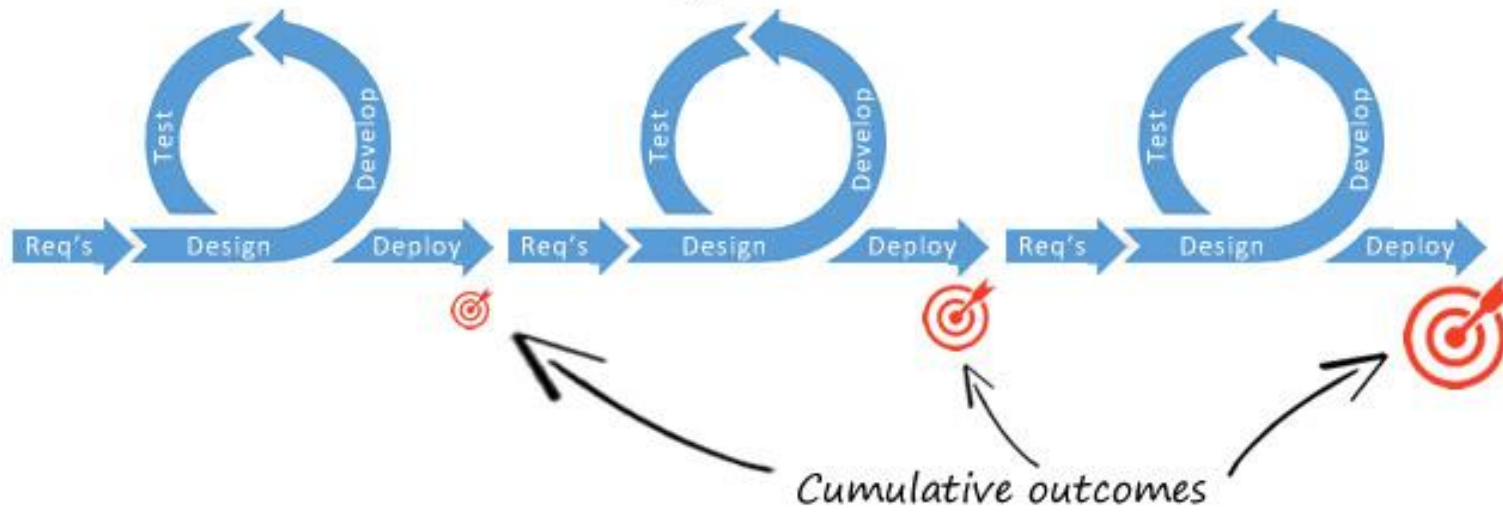 Test
Develop
Req's
Design
Deploy
Test
Develop
Req's
Design
Deploy
Test
Develop
Req's
Design
Deploy
Cumulative outcomes